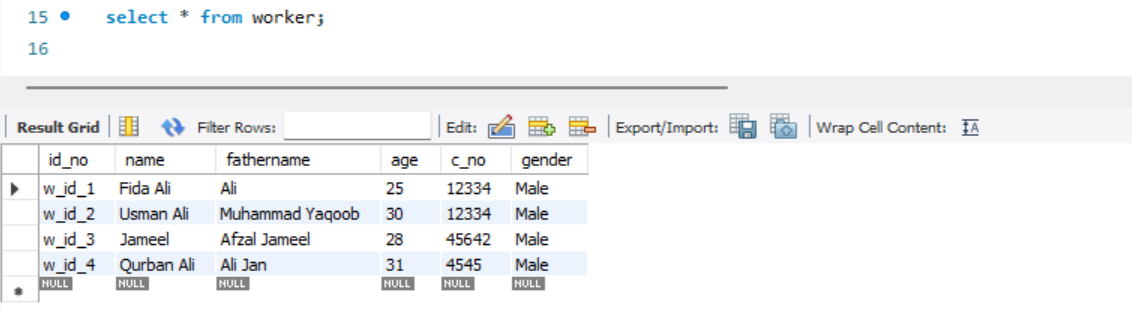 15 select * from worker;
16
Result Grid Filter Rows: Edit: Export/Import: Wrap Cell Content: IA
id_no name fathername age c_no gender
w_id_1 Fida Ali Ali 25 12334 Male
w_id_2 Usman Ali Muhammad Yaqoob 30 12334 Male
w_id_3 Jameel Afzal Jameel 28 45642 Male
w_id_4 Qurban Ali Ali Jan 31 4545 Male
NULL NULL NULL NULL NULL NULL